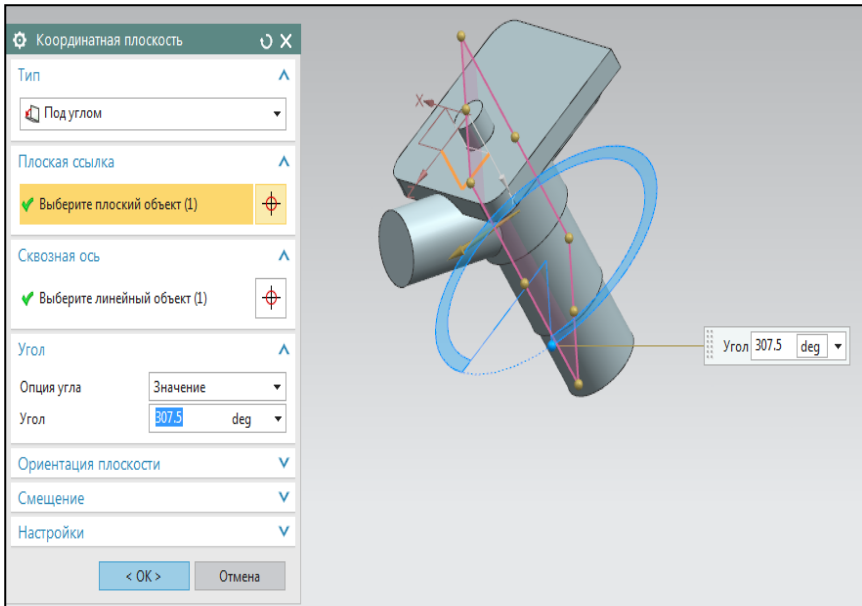 Координатная плоскость
Тип
Под углом
Плоская ссылка
Выберите плоский объект (1)
Сквозная ось
Выберите линейный объект (1)
Угол
Опция угла Значение
Угол 307.5 deg
Ориентация плоскости
Смещение
Настройки
< OK > Отмена
X
Z
Угол 307.5 deg